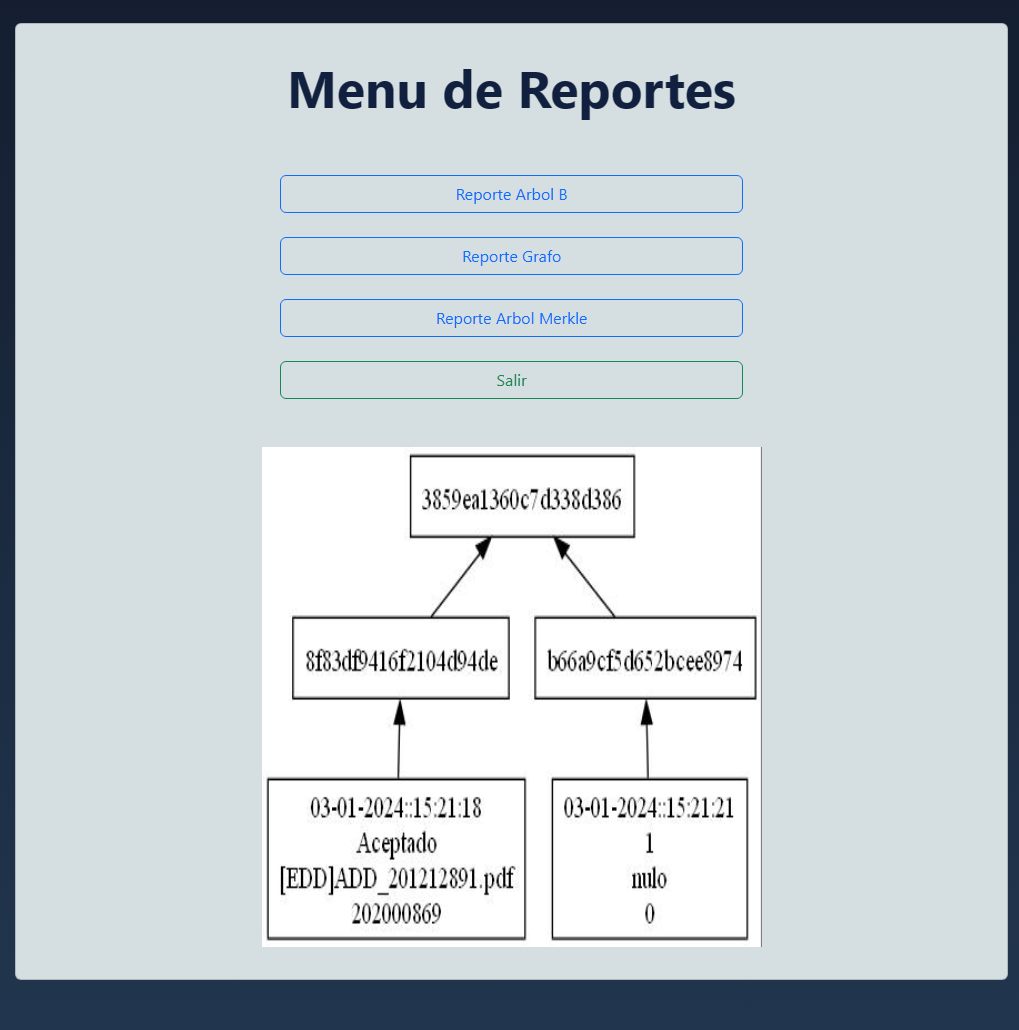 Menu de Reportes
Reporte Arbol B
Reporte Grafo
Reporte Arbol Merkle
Salir
3859ea1360c7d338d386
8f83df9416f2104d94de
b66a9cf5d652bcee8974
03-01-2024::15:21:18
Aceptado
[EDD]ADD_201212891.pdf
202000869
03-01-2024::15:21:21
1
nulo
0